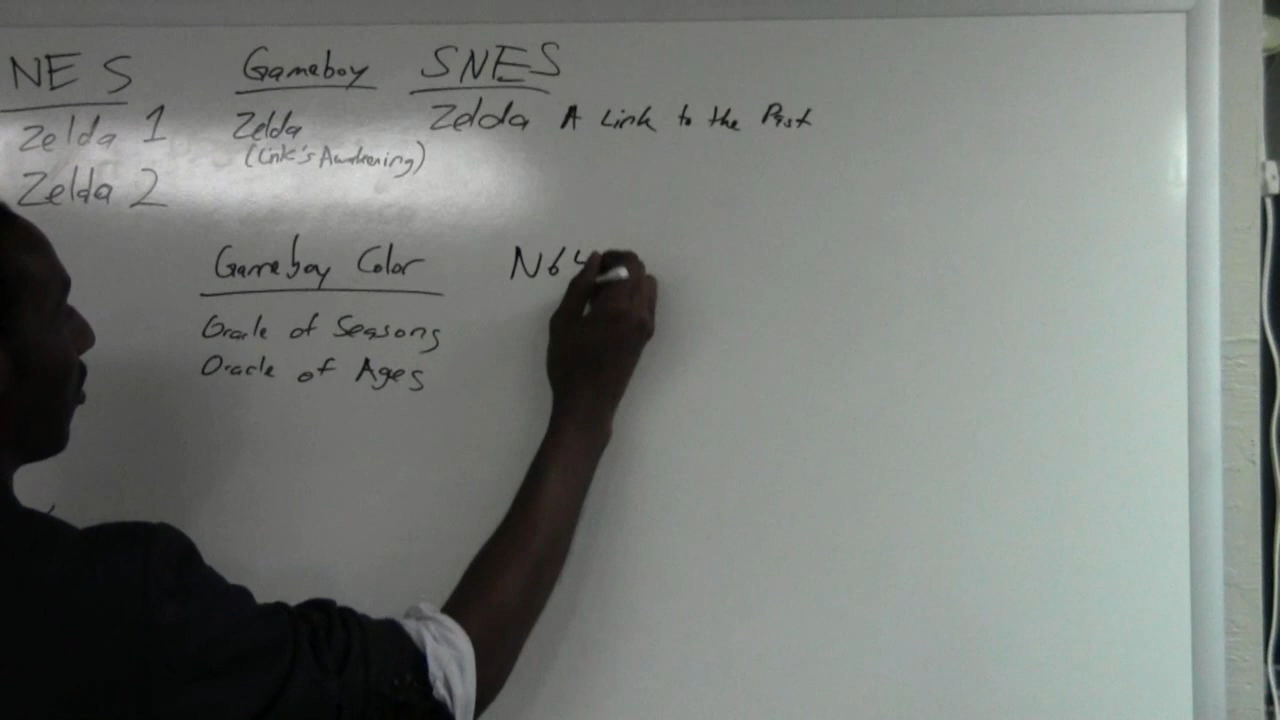 NES
Zelda 1
Zelda 2
Gameboy
Zelda
(Link's Awakening)
SNES
Zelda A Link to the Past
Gameboy Color
Oracle of Seasons
Oracle of Ages
N64